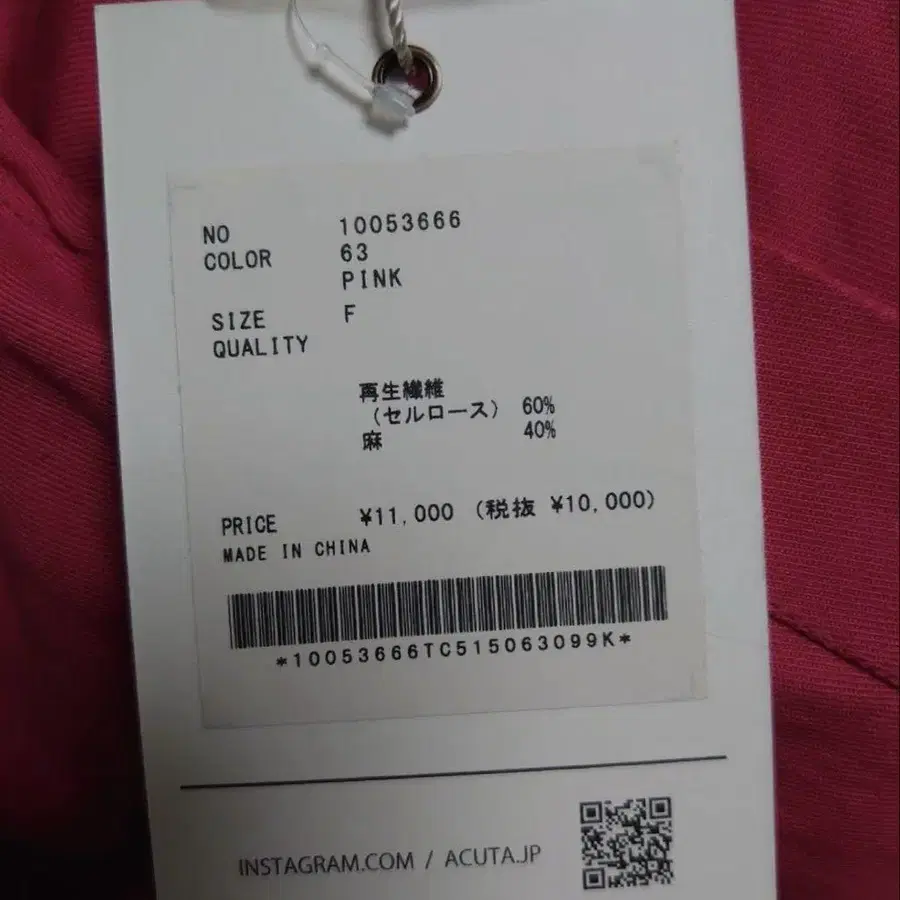 NO 10053666
COLOR 63
PINK
SIZE F
QUALITY
再生繊維
（セルロース） 60%
麻 40%
PRICE ¥11,000 (税抜 ¥10,000)
MADE IN CHINA
*10053666TC515063099K*
INSTAGRAM.COM / ACUTA.JP